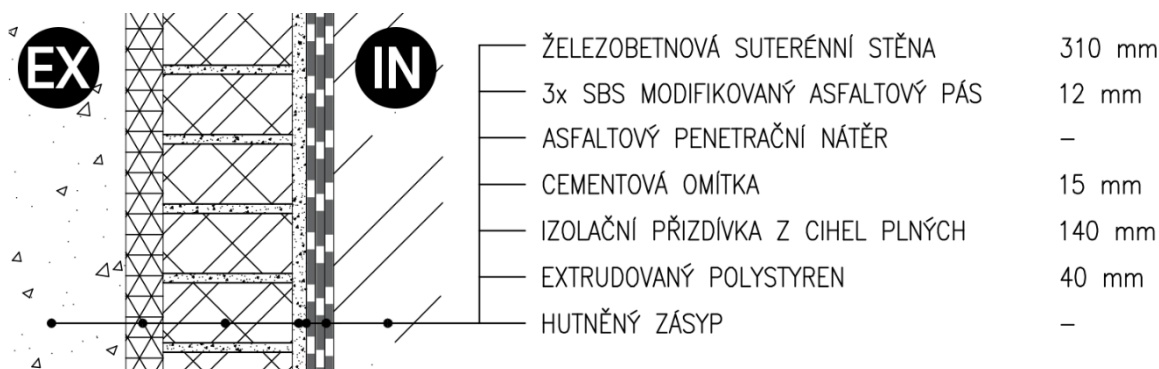 EX
IN
ŽELEZOBETNOVÁ SUTERÉNNÍ STĚNA 310 mm
3x SBS MODIFIKOVANÝ ASFALTOVÝ PÁS 12 mm
ASFALTOVÝ PENETRAČNÍ NÁTĚR –
CEMENTOVÁ OMÍTKA 15 mm
IZOLAČNÍ PŘIZDÍVKA Z CIHEL PLNÝCH 140 mm
EXTRUDOVANÝ POLYSTYREN 40 mm
HUTNĚNÝ ZÁSYP –